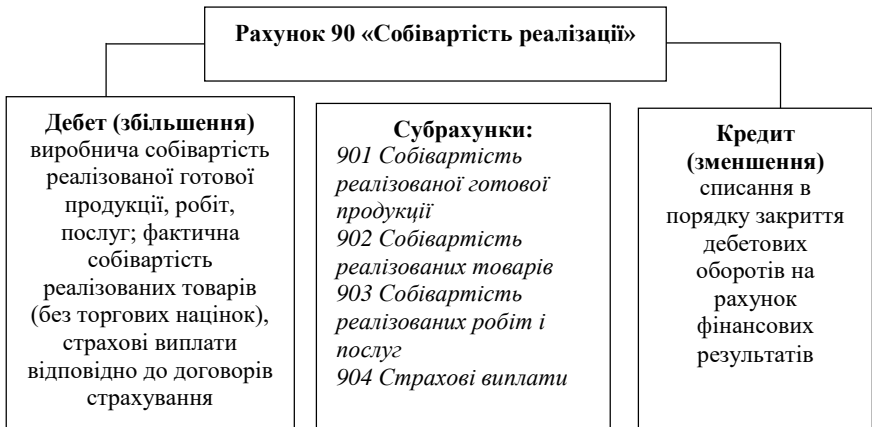 Рахунок 90 «Собівартість реалізації»
Дебет (збільшення)
виробнича собівартість
реалізованої готової
продукції, робіт,
послуг; фактична
собівартість
реалізованих товарів
(без торгових націнок),
страхові виплати
відповідно до договорів
страхування
Субрахунки:
901 Собівартість
реалізованої готової
продукції
902 Собівартість
реалізованих товарів
903 Собівартість
реалізованих робіт і
послуг
904 Страхові виплати
Кредит
(зменшення)
списання в
порядку закриття
дебетових
оборотів на
рахунок
фінансових
результатів